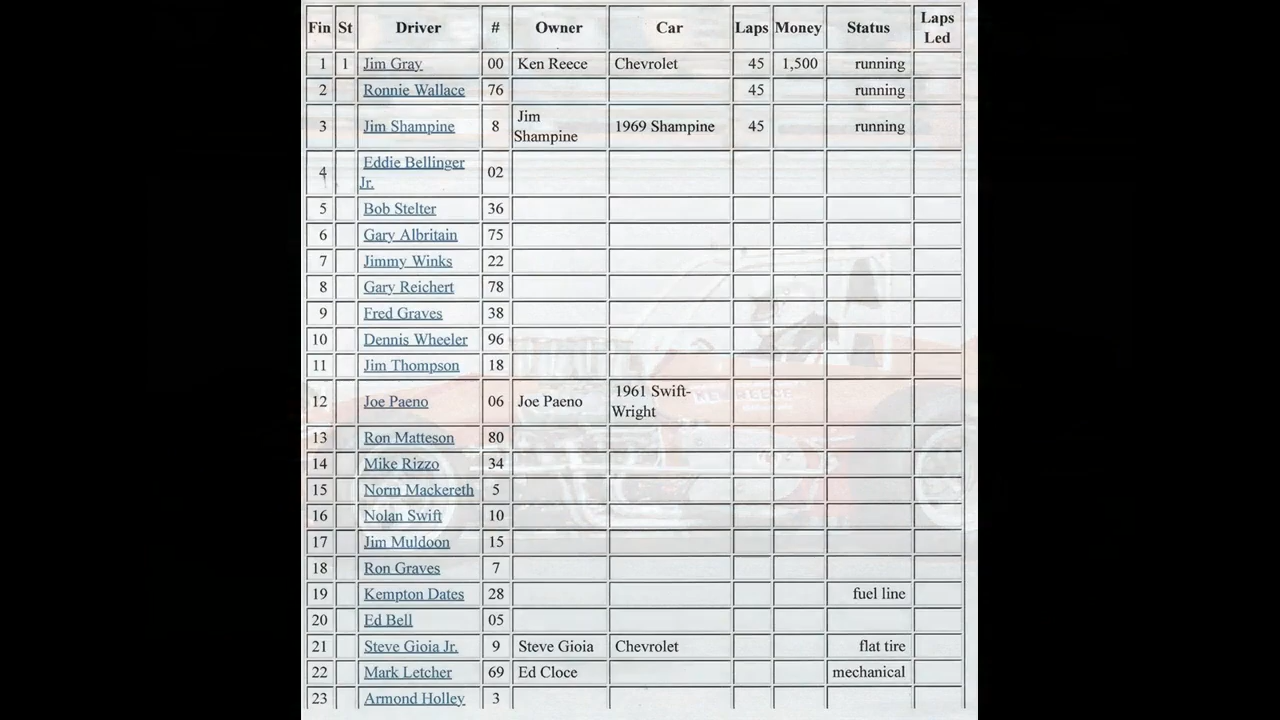 Fin St Driver # Owner Car Laps Money Status Laps Led
1 1 Jim Gray 00 Ken Reece Chevrolet 45 1,500 running
2 Ronnie Wallace 76 45 running
3 Jim Shampine 8 Jim Shampine 1969 Shampine 45 running
4 Eddie Bellinger Jr. 02
5 Bob Stelter 36
6 Gary Albritain 75
7 Jimmy Winks 22
8 Gary Reichert 78
9 Fred Graves 38
10 Dennis Wheeler 96
11 Jim Thompson 18
12 Joe Paeno 06 Joe Paeno 1961 Swift-Wright
13 Ron Matteson 80
14 Mike Rizzo 34
15 Norm Mackereth 5
16 Nolan Swift 10
17 Jim Muldoon 15
18 Ron Graves 7
19 Kempton Dates 28 fuel line
20 Ed Bell 05
21 Steve Gioia Jr. 9 Steve Gioia Chevrolet flat tire
22 Mark Letcher 69 Ed Cloce mechanical
23 Armond Holley 3